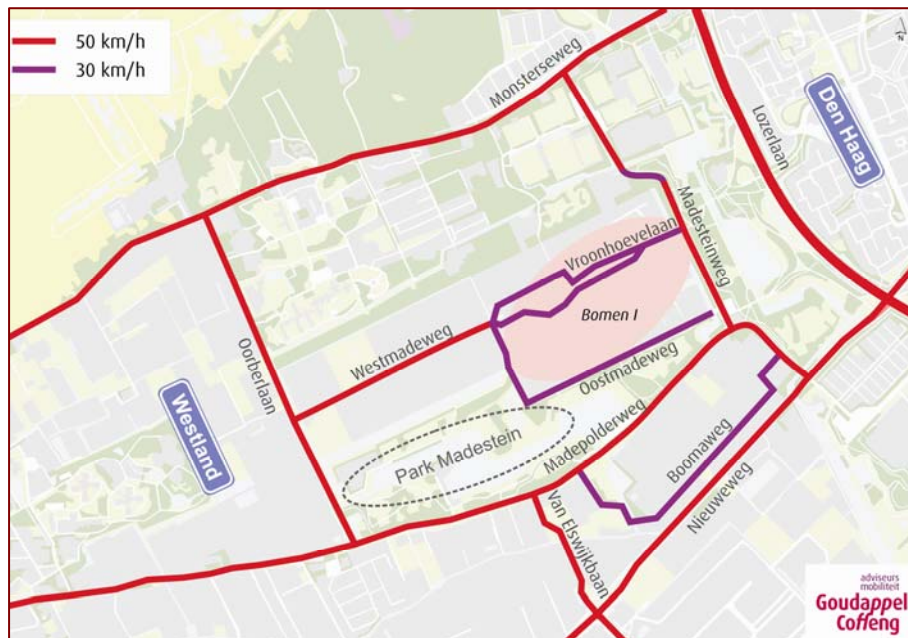 50 km/h
30 km/h
Monsterseweg
Lozerlaan
Den Haag
Madesteinweg
Vroonhoevelaan
Bomen I
Westmadeweg
Oorberlaan
Oostmadeweg
Westland
Park Madestein
Madepolderweg
Boomaweg
Nieuweweg
Van Elswijkbaan
adviseurs
mobiliteit
Goudappel
Coffeng